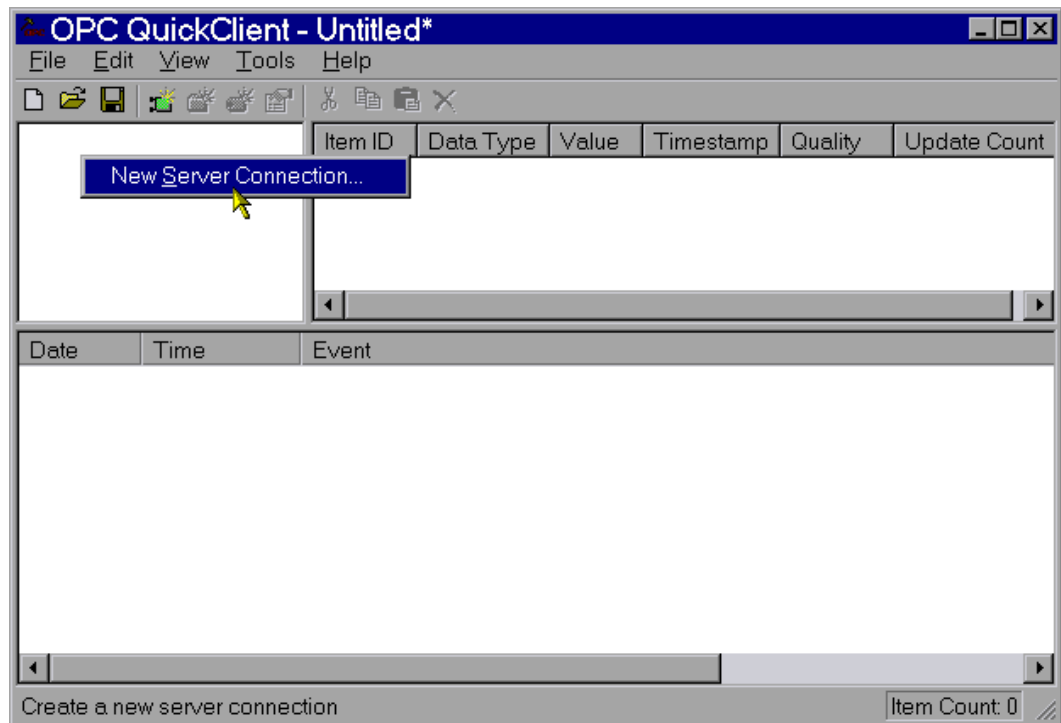 OPC QuickClient - Untitled*
File Edit View Tools Help
Item ID Data Type Value Timestamp Quality Update Count
New Server Connection...
Date Time Event
Create a new server connection Item Count: 0